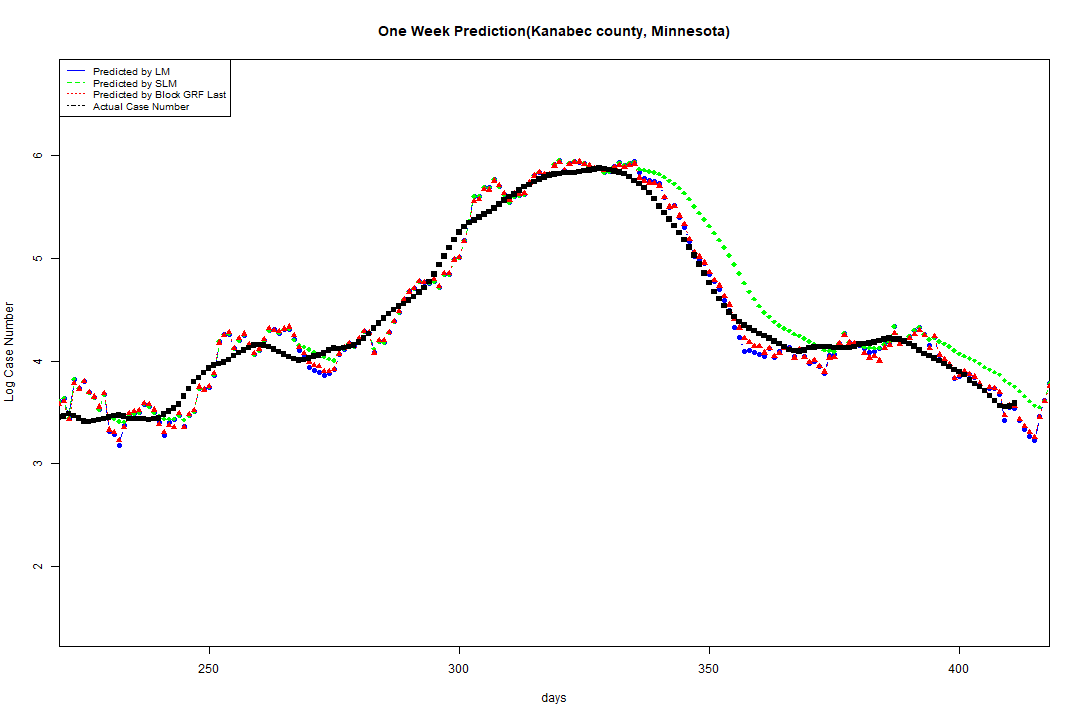 One Week Prediction(Kanabec county, Minnesota)
Predicted by LM
Predicted by SLM
Predicted by Block GRF Last
Actual Case Number
6
5
4
3
2
Log Case Number
250 300 350 400
days